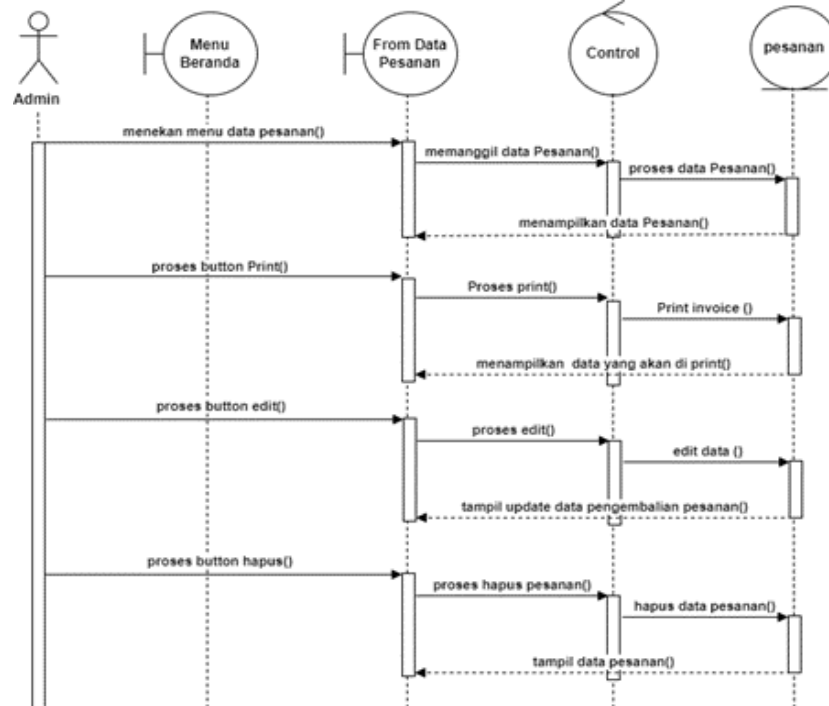 Menu
Beranda
From Data
Pesanan
Control
pesanan
Admin
menekan menu data pesanan()
memanggil data Pesanan()
proses data Pesanan()
menampilkan data Pesanan()
proses button Print()
Proses print()
Print invoice ()
menampilkan data yang akan di print()
proses button edit()
proses edit()
edit data ()
tampil update data pengembalian pesanan()
proses button hapus()
proses hapus pesanan()
hapus data pesanan()
tampil data pesanan()